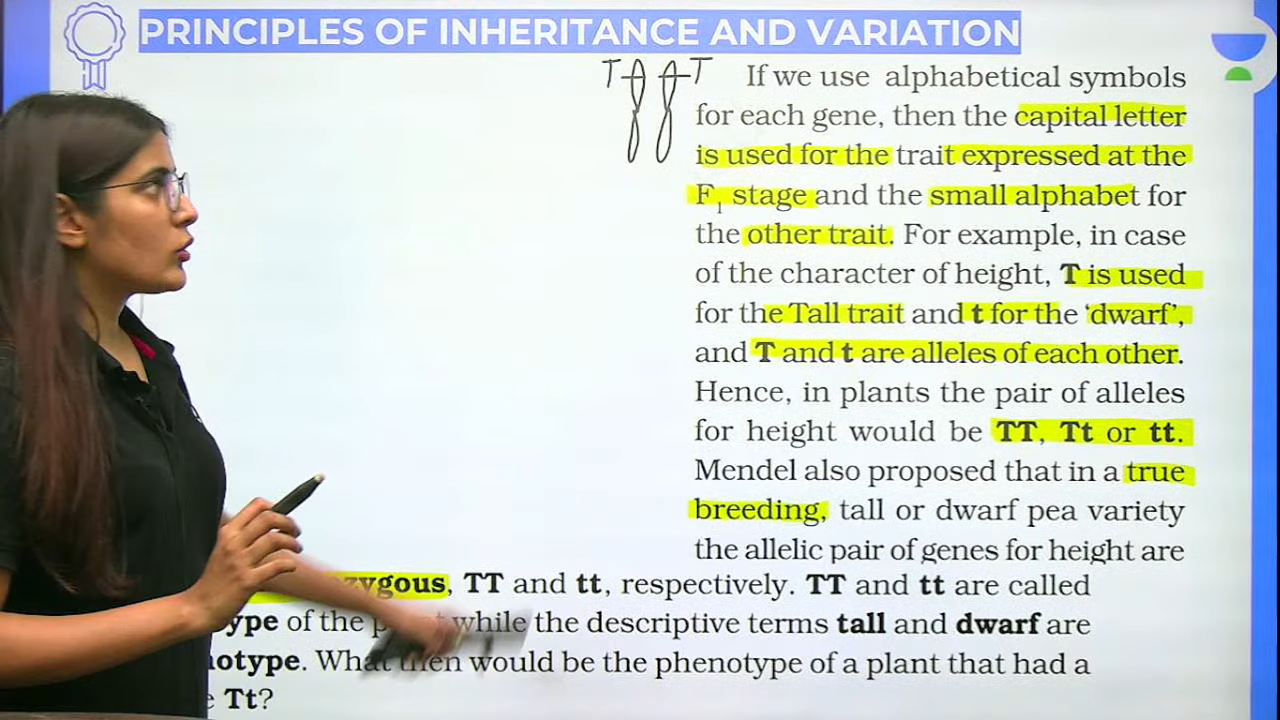 PRINCIPLES OF INHERITANCE AND VARIATION
T T If we use alphabetical symbols
for each gene, then the capital letter
is used for the trait expressed at the
F1 stage and the small alphabet for
the other trait. For example, in case
of the character of height, T is used
for the Tall trait and t for the ‘dwarf’,
and T and t are alleles of each other.
Hence, in plants the pair of alleles
for height would be TT, Tt or tt.
Mendel also proposed that in a true
breeding, tall or dwarf pea variety
the allelic pair of genes for height are
zygous, TT and tt, respectively. TT and tt are called
ype of the while the descriptive terms tall and dwarf are
otype. What then would be the phenotype of a plant that had a
Tt?